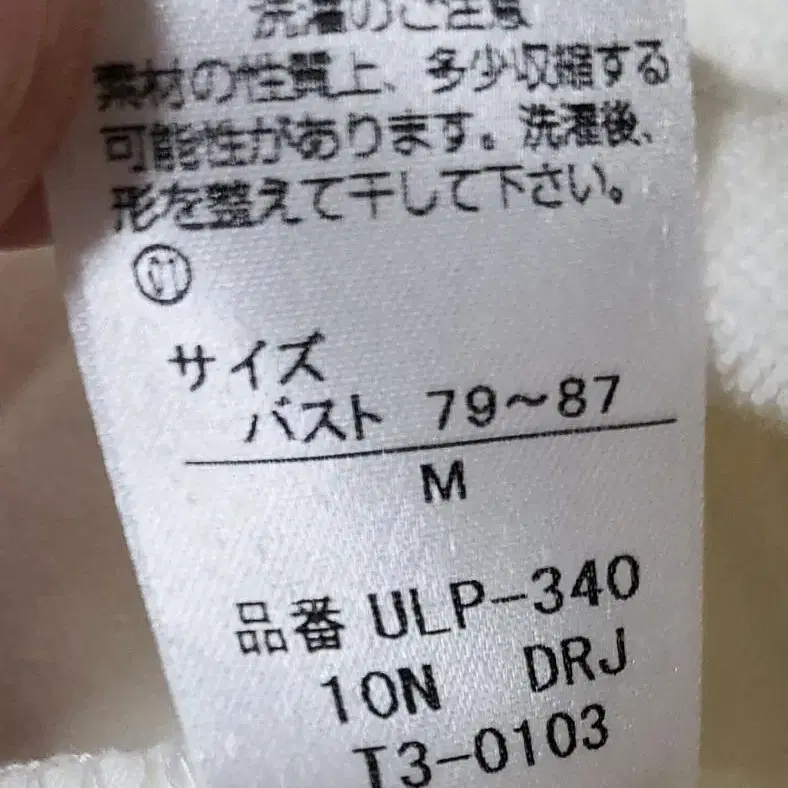 洗濯のご注意
素材の性質上、多少収縮する
可能性があります。洗濯後、
形を整えて干して下さい。
サイズ
バスト 79～87
M
品番 ULP-340
10N DRJ
T3-0103